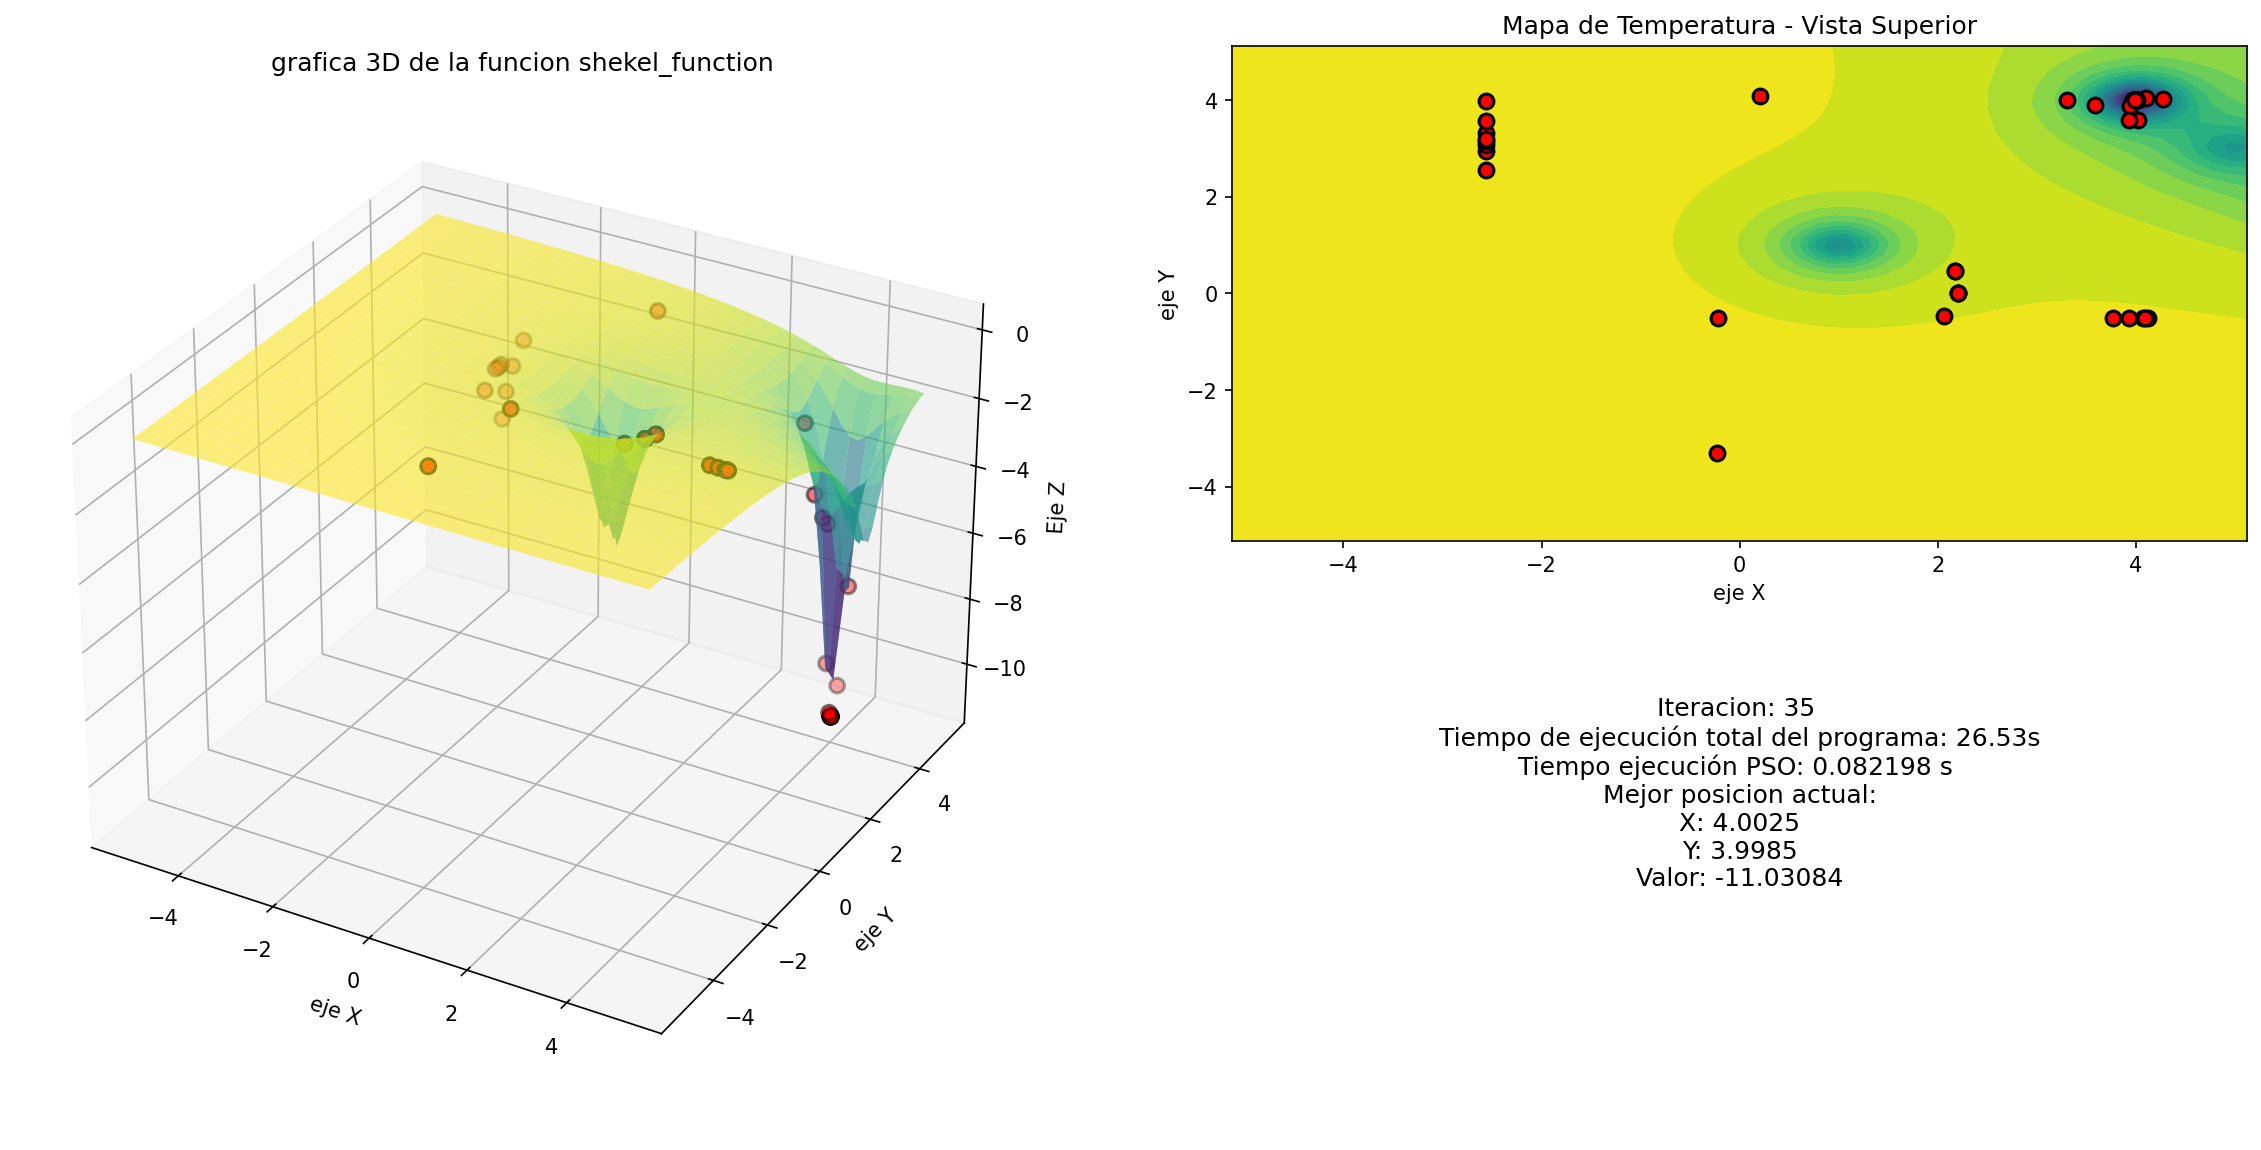 grafica 3D de la funcion shekel_function
0
−2
−4
−6
−8
−10
Eje Z
−4
−2
0
2
4
eje X
4
2
0
−2
−4
eje Y
Mapa de Temperatura - Vista Superior
4
2
0
−2
−4
eje Y
−4
−2
0
2
4
eje X
Iteracion: 35
Tiempo de ejecución total del programa: 26.53s
Tiempo ejecución PSO: 0.082198 s
Mejor posicion actual:
X: 4.0025
Y: 3.9985
Valor: -11.03084